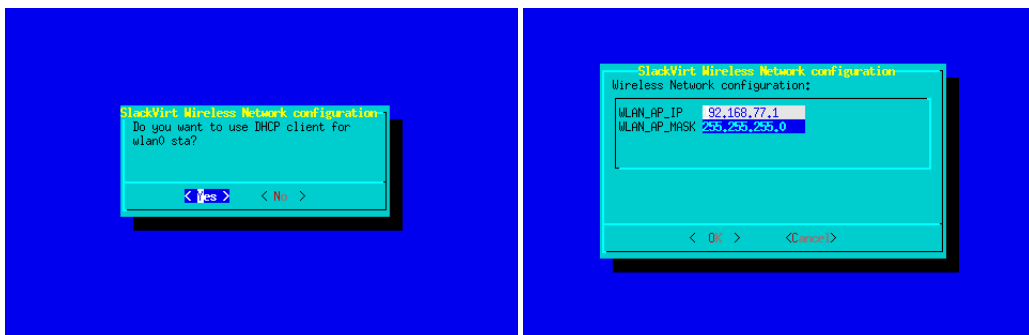 SlackVirt Wireless Network configuration
Do you want to use DHCP client for
wlan0 sta?
< Yes > < No >
SlackVirt Wireless Network configuration
Wireless Network configuration:
WLAN_AP_IP 92.168.77.1
WLAN_AP_MASK 255.255.255.0
< OK > <Cancel>